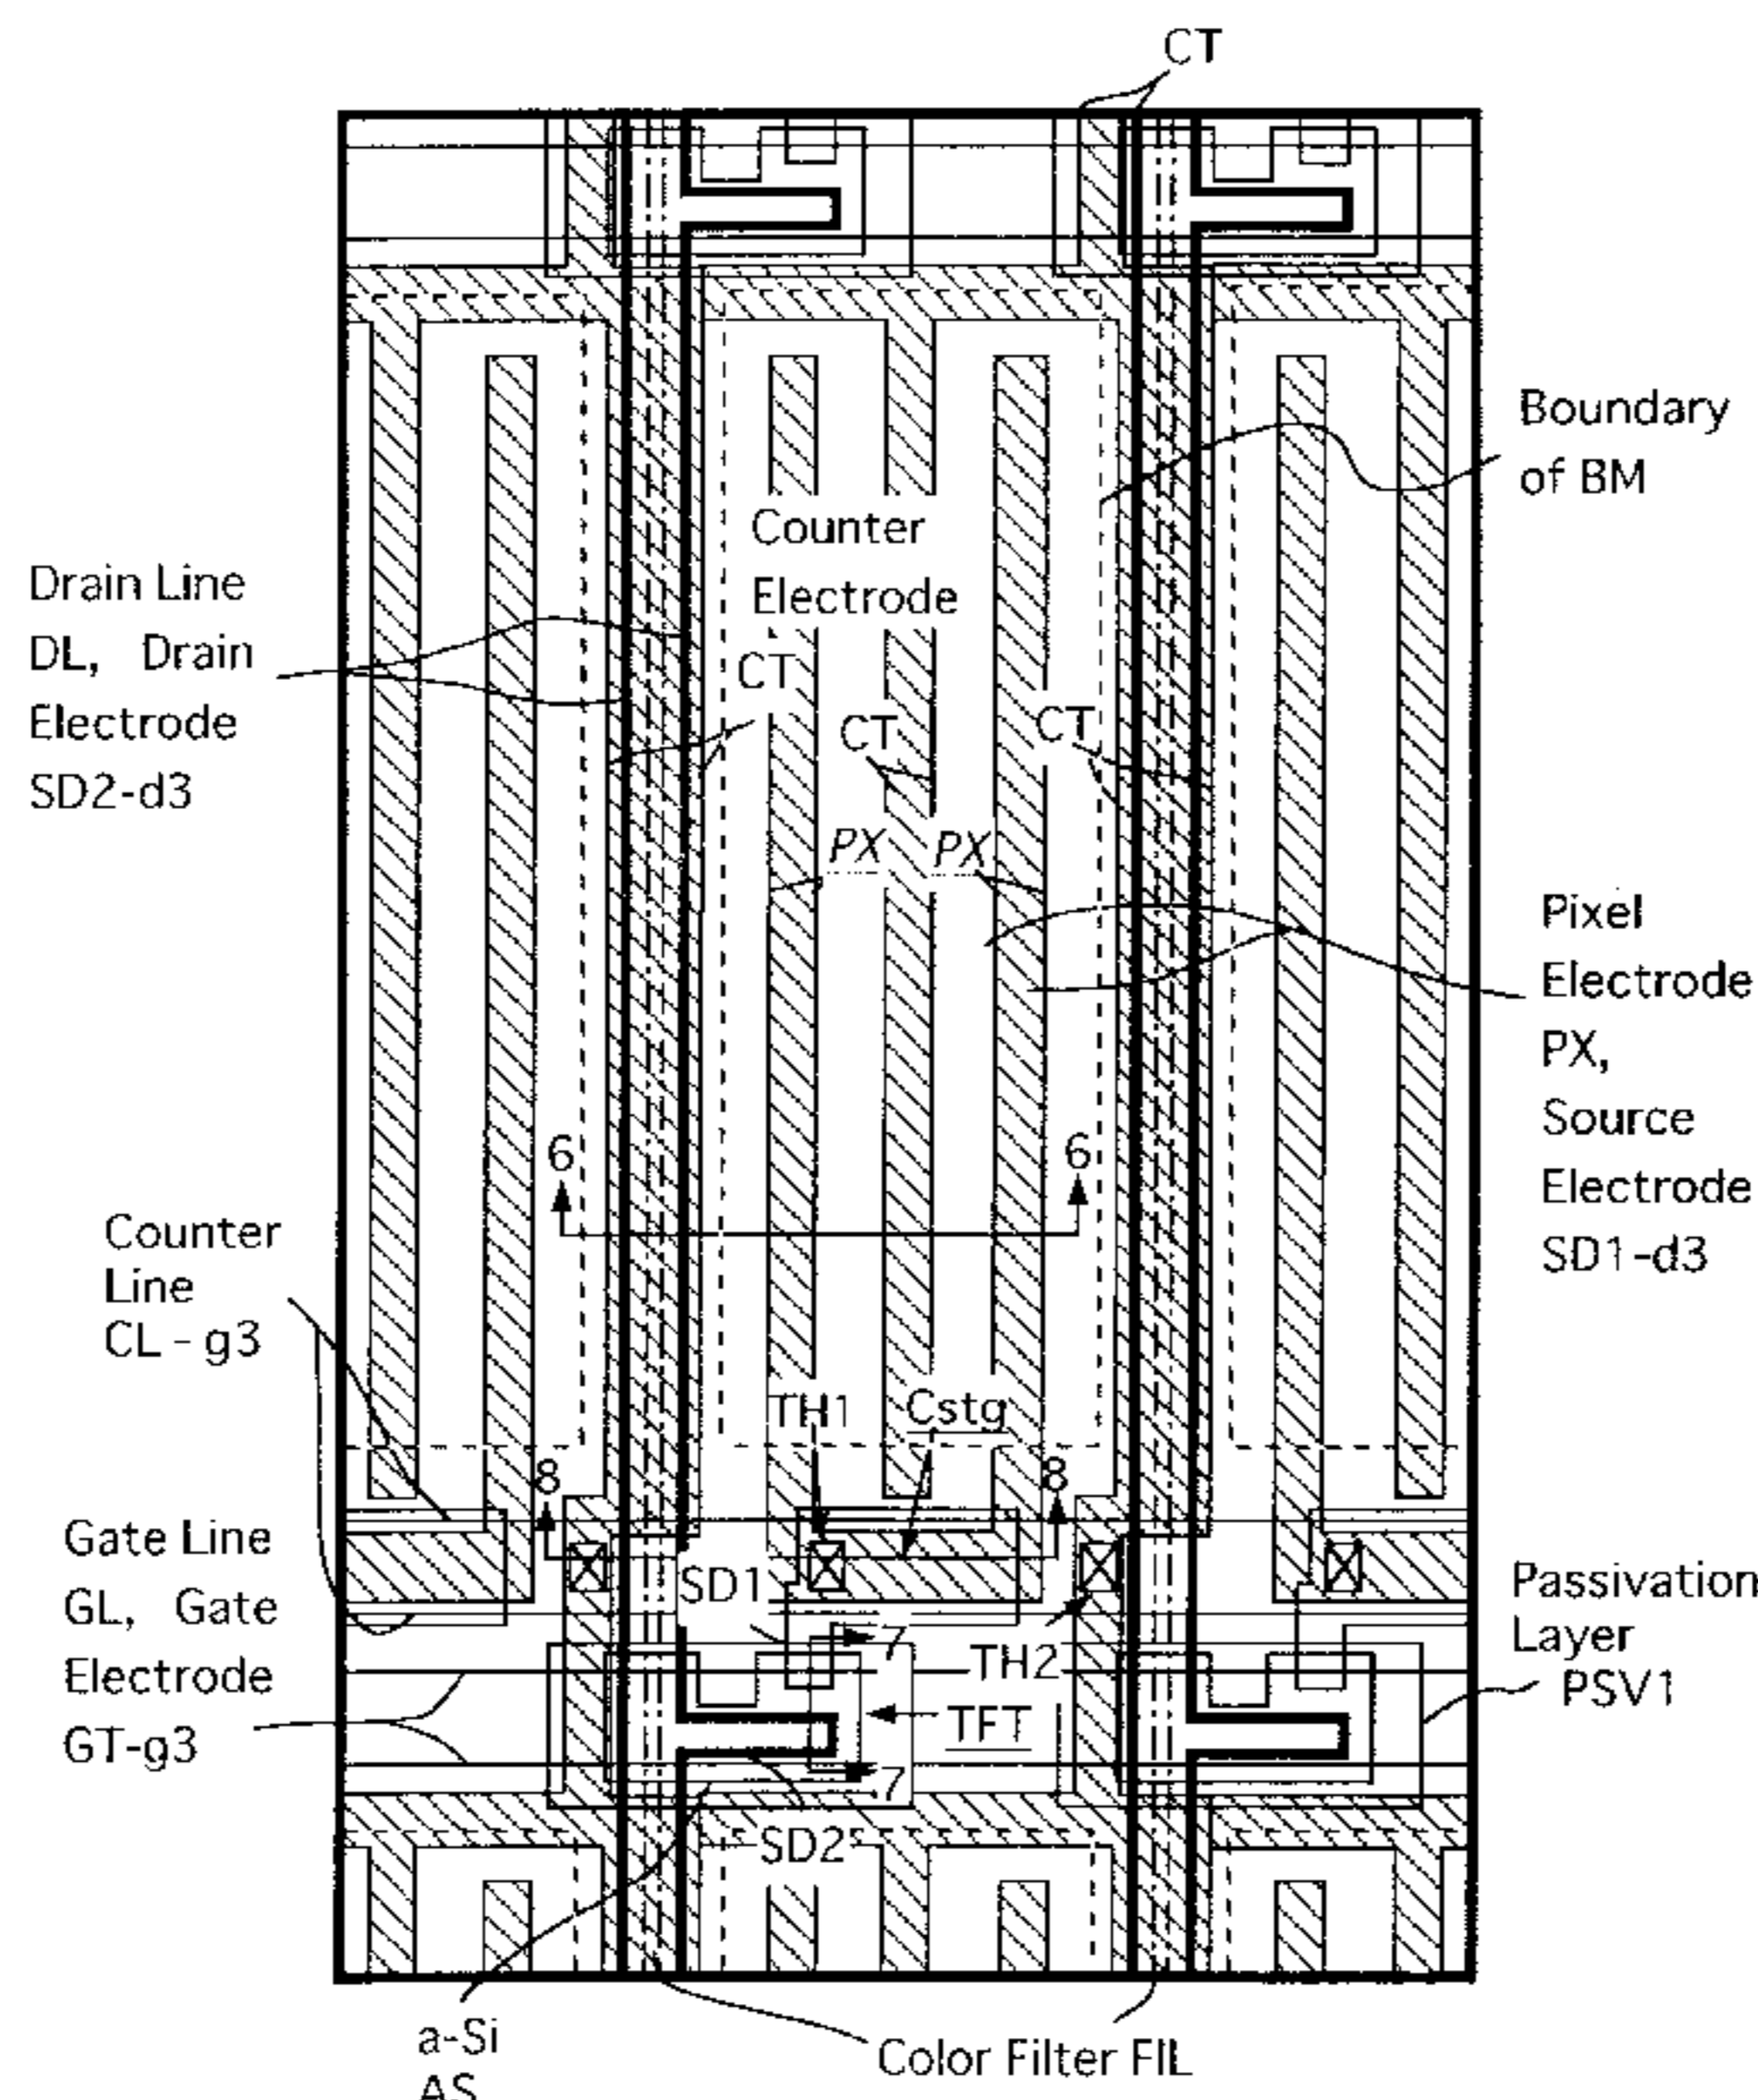 CT
Boundary
of BM
Counter
Electrode
Drain Line
DL, Drain
Electrode
SD2-d3
CT
CT
CT
PX
PX
Pixel
Electrode
PX,
Source
Electrode
SD1-d3
6
6
Counter
Line
CL - g3
TH1
Cstg
8
8
Gate Line
GL, Gate
Electrode
GT-g3
SD1
7
TH2
Passivation
Layer
PSV1
TFT
7
SD2
a-Si
AS
Color Filter FIL